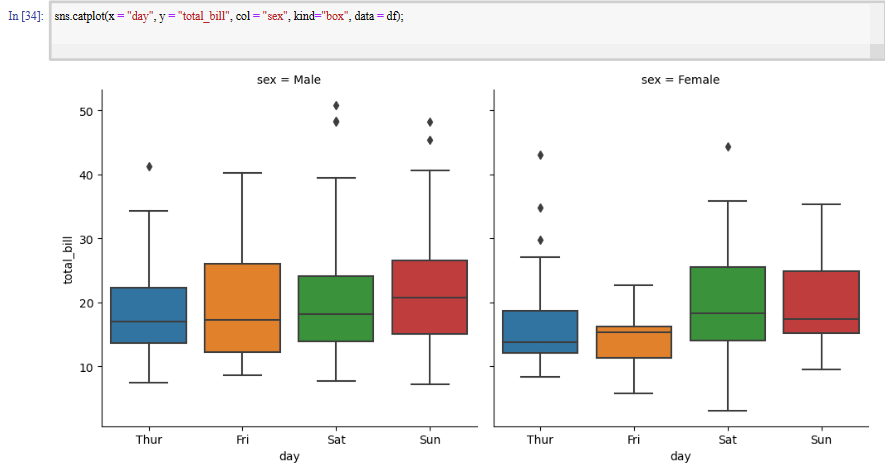 In [34]: sns.catplot(x = "day", y = "total_bill", col = "sex", kind="box", data = df);
sex = Male
sex = Female
50
40
30
20
10
total_bill
Thur Fri Sat Sun
day
Thur Fri Sat Sun
day